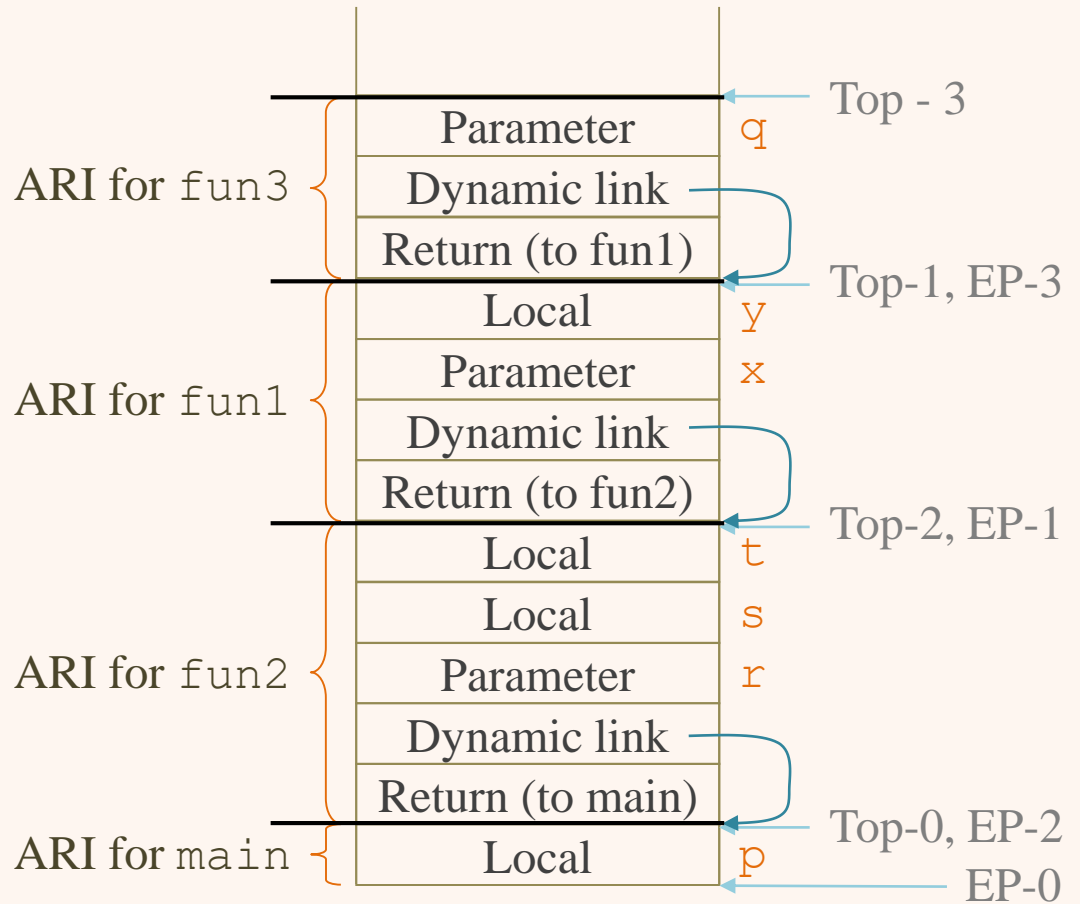 Top - 3
Parameter q
ARI for fun3
Dynamic link
Return (to fun1)
Top-1, EP-3
Local y
Parameter x
ARI for fun1
Dynamic link
Return (to fun2)
Top-2, EP-1
Local t
Local s
ARI for fun2
Parameter r
Dynamic link
Return (to main)
Top-0, EP-2
ARI for main
Local p
EP-0